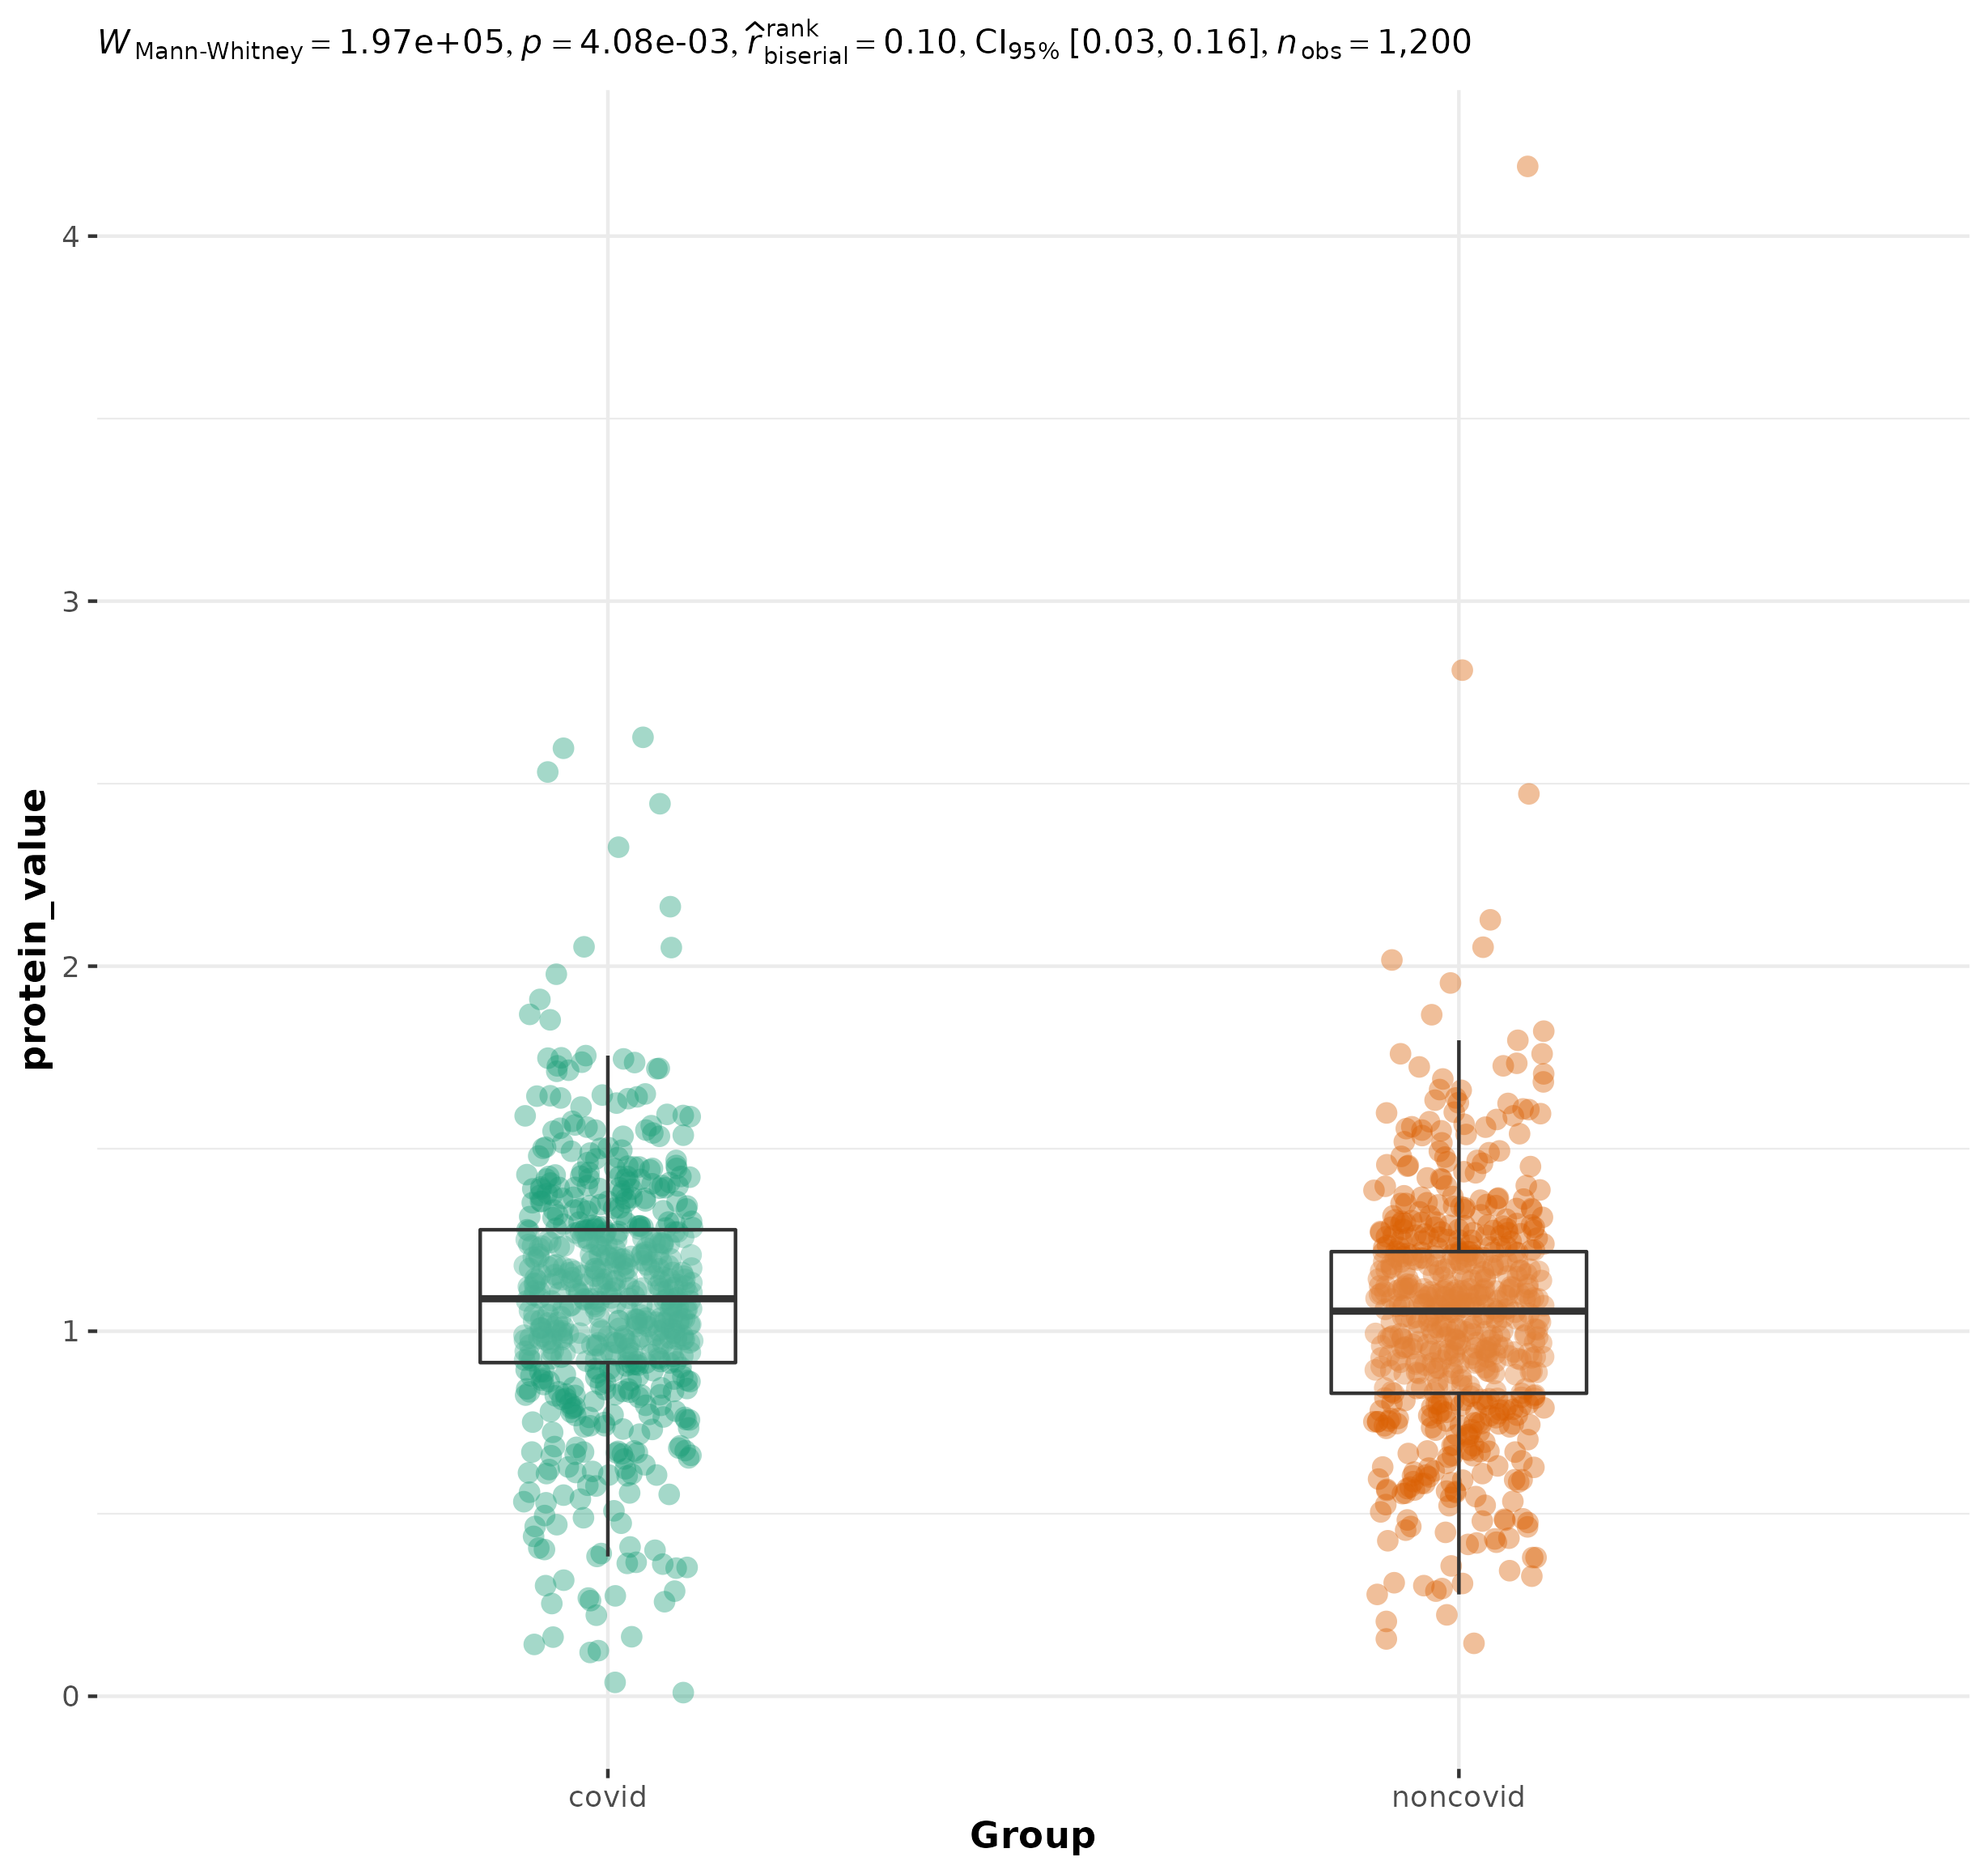 W Mann-Whitney = 1.97e+05, p = 4.08e-03, r̂ rank biserial = 0.10, CI95% [0.03, 0.16], n obs = 1,200
4
3
2
1
0
protein_value
covid noncovid
Group